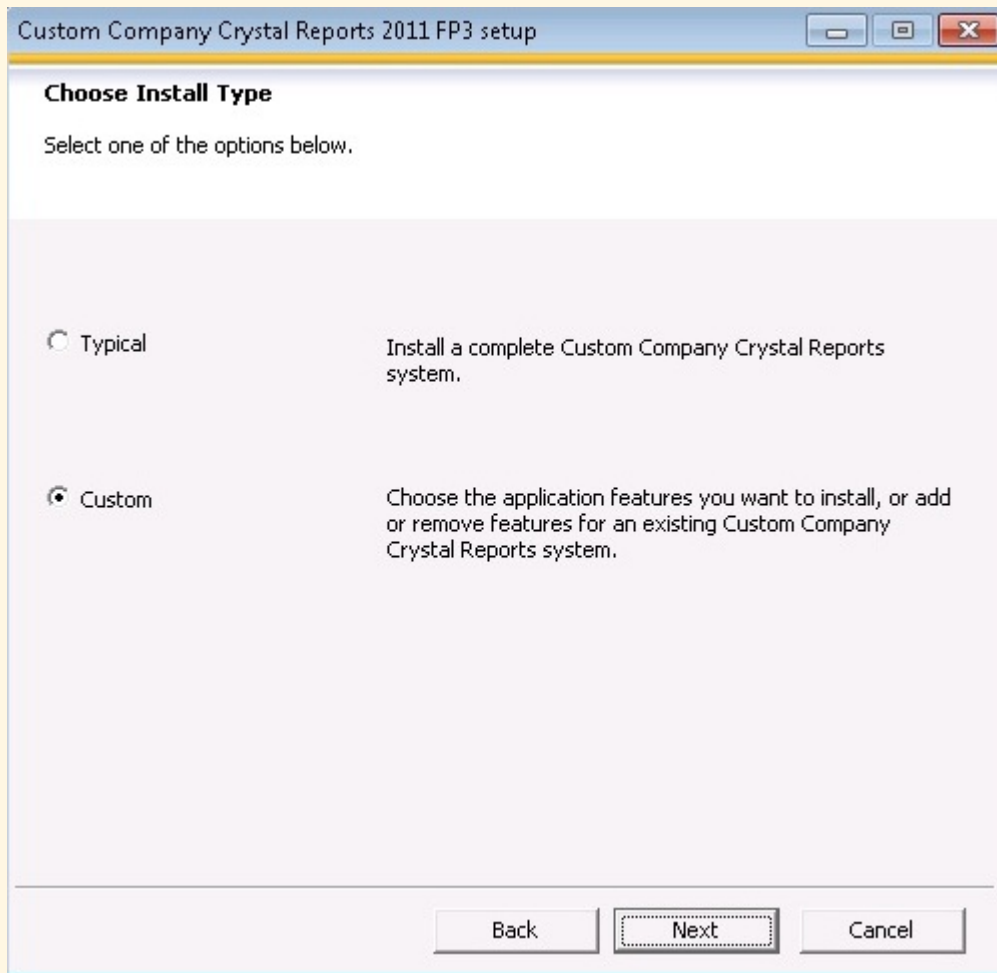 Custom Company Crystal Reports 2011 FP3 setup
Choose Install Type
Select one of the options below.
Typical
Install a complete Custom Company Crystal Reports
system.
Custom
Choose the application features you want to install, or add
or remove features for an existing Custom Company
Crystal Reports system.
Back
Next
Cancel